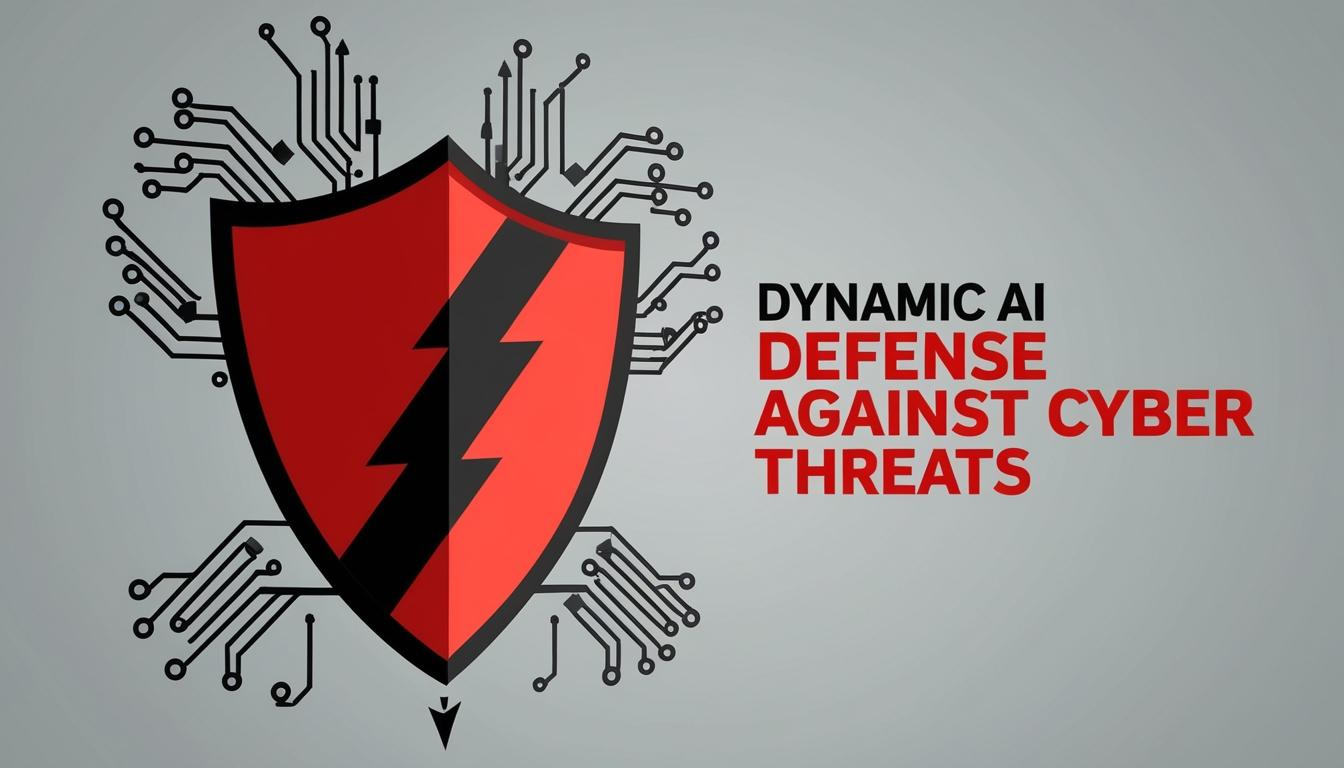 DYNAMIC AI
DEFENSE
AGAINST CYBER
THREATS